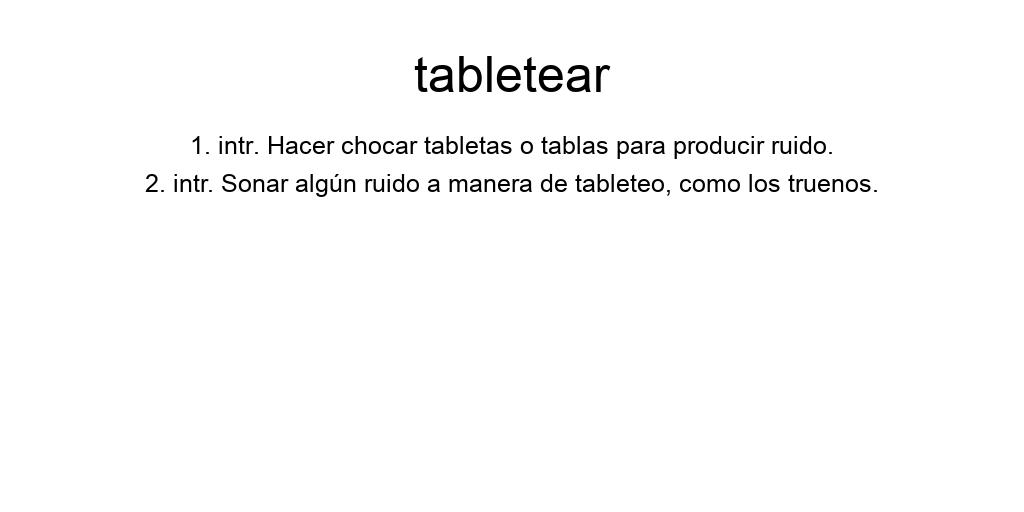 tabletear
1. intr. Hacer chocar tabletas o tablas para producir ruido.
2. intr. Sonar algún ruido a manera de tableteo, como los truenos.